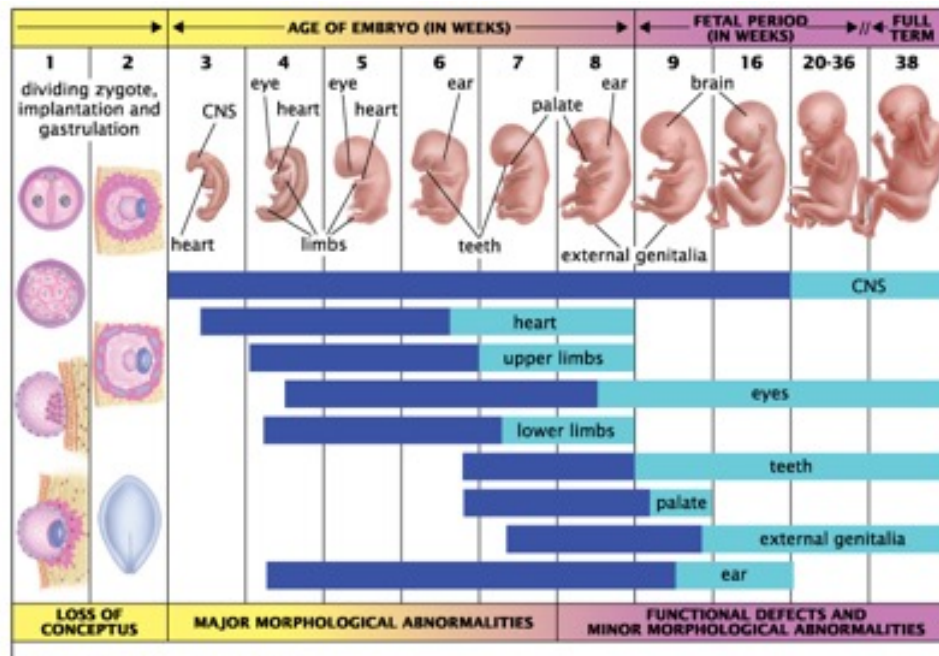 AGE OF EMBRYO (IN WEEKS)
FETAL PERIOD
(IN WEEKS)
FULL
TERM
1
2
3
4
5
6
7
8
9
16
20-36
38
dividing zygote,
implantation and
gastrulation
CNS
heart
eye
heart
eye
heart
limbs
ear
teeth
palate
ear
external genitalia
brain
CNS
heart
upper limbs
eyes
lower limbs
teeth
palate
external genitalia
ear
LOSS OF
CONCEPTUS
MAJOR MORPHOLOGICAL ABNORMALITIES
FUNCTIONAL DEFECTS AND
MINOR MORPHOLOGICAL ABNORMALITIES